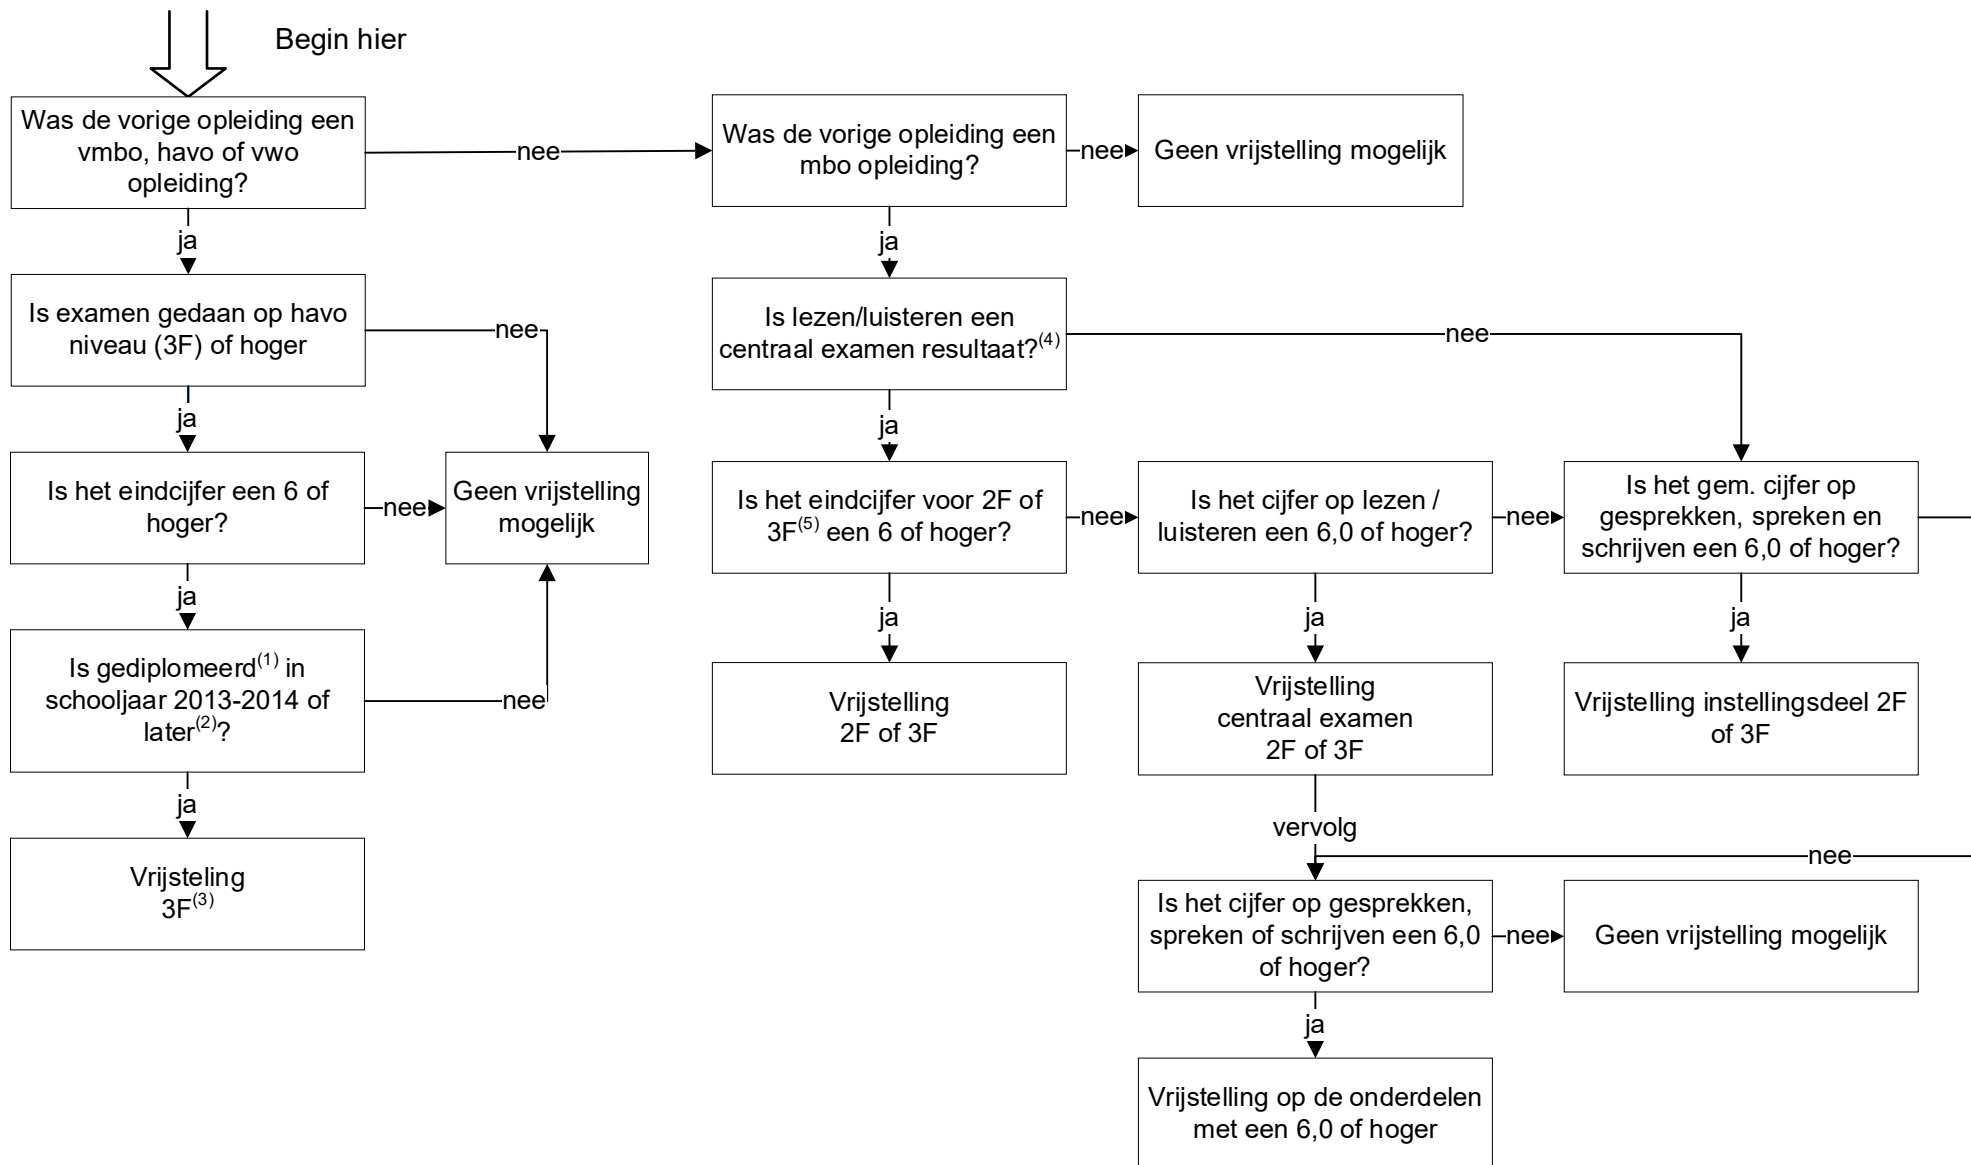 Begin hier
Was de vorige opleiding een
vmbo, havo of vwo
opleiding?
nee
Was de vorige opleiding een
mbo opleiding?
nee
Geen vrijstelling mogelijk
ja
ja
Is examen gedaan op havo
niveau (3F) of hoger
nee
Is lezen/luisteren een
centraal examen resultaat?(4)
nee
ja
ja
Is het eindcijfer een 6 of
hoger?
nee
Geen vrijstelling
mogelijk
Is het eindcijfer voor 2F of
3F(5) een 6 of hoger?
nee
Is het cijfer op lezen /
luisteren een 6,0 of hoger?
nee
Is het gem. cijfer op
gesprekken, spreken en
schrijven een 6,0 of hoger?
ja
ja
ja
ja
Is gediplomeerd(1) in
schooljaar 2013-2014 of
later(2)?
nee
Vrijstelling
2F of 3F
Vrijstelling
centraal examen
2F of 3F
Vrijstelling instellingsdeel 2F
of 3F
ja
vervolg
nee
Vrijsteling
3F(3)
Is het cijfer op gesprekken,
spreken of schrijven een 6,0
of hoger?
nee
Geen vrijstelling mogelijk
ja
Vrijstelling op de onderdelen
met een 6,0 of hoger